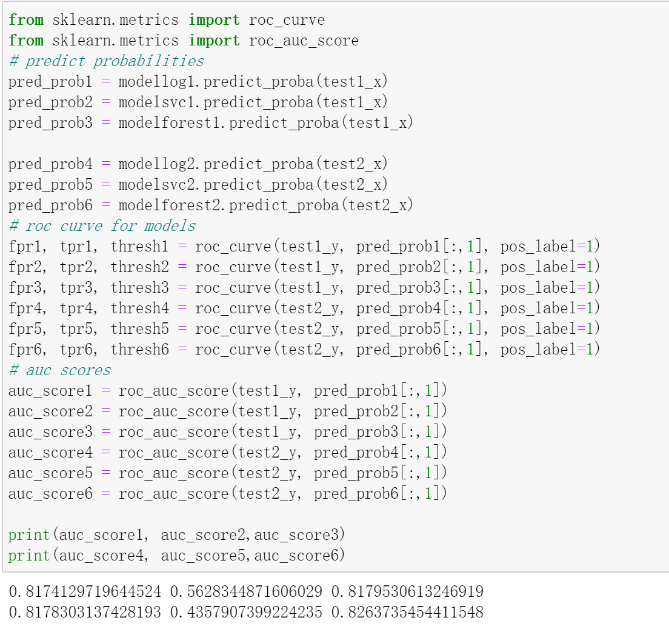 from sklearn.metrics import roc_curve
from sklearn.metrics import roc_auc_score
# predict probabilities
pred_prob1 = modellog1.predict_proba(test1_x)
pred_prob2 = modelsvc1.predict_proba(test1_x)
pred_prob3 = modelforest1.predict_proba(test1_x)

pred_prob4 = modellog2.predict_proba(test2_x)
pred_prob5 = modelsvc2.predict_proba(test2_x)
pred_prob6 = modelforest2.predict_proba(test2_x)
# roc curve for models
fpr1, tpr1, thresh1 = roc_curve(test1_y, pred_prob1[:,1], pos_label=1)
fpr2, tpr2, thresh2 = roc_curve(test1_y, pred_prob2[:,1], pos_label=1)
fpr3, tpr3, thresh3 = roc_curve(test1_y, pred_prob3[:,1], pos_label=1)
fpr4, tpr4, thresh4 = roc_curve(test2_y, pred_prob4[:,1], pos_label=1)
fpr5, tpr5, thresh5 = roc_curve(test2_y, pred_prob5[:,1], pos_label=1)
fpr6, tpr6, thresh6 = roc_curve(test2_y, pred_prob6[:,1], pos_label=1)
# auc scores
auc_score1 = roc_auc_score(test1_y, pred_prob1[:,1])
auc_score2 = roc_auc_score(test1_y, pred_prob2[:,1])
auc_score3 = roc_auc_score(test1_y, pred_prob3[:,1])
auc_score4 = roc_auc_score(test2_y, pred_prob4[:,1])
auc_score5 = roc_auc_score(test2_y, pred_prob5[:,1])
auc_score6 = roc_auc_score(test2_y, pred_prob6[:,1])

print(auc_score1, auc_score2,auc_score3)
print(auc_score4, auc_score5,auc_score6)
0.8174129719644524 0.5628344871606029 0.8179530613246919
0.8178303137428193 0.4357907399224235 0.8263735454411548